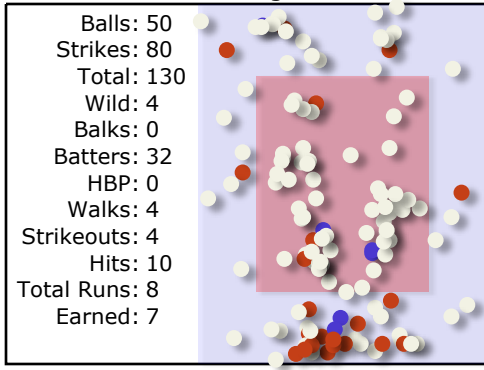 Balls: 50
Strikes: 80
Total: 130
Wild: 4
Balks: 0
Batters: 32
HBP: 0
Walks: 4
Strikeouts: 4
Hits: 10
Total Runs: 8
Earned: 7